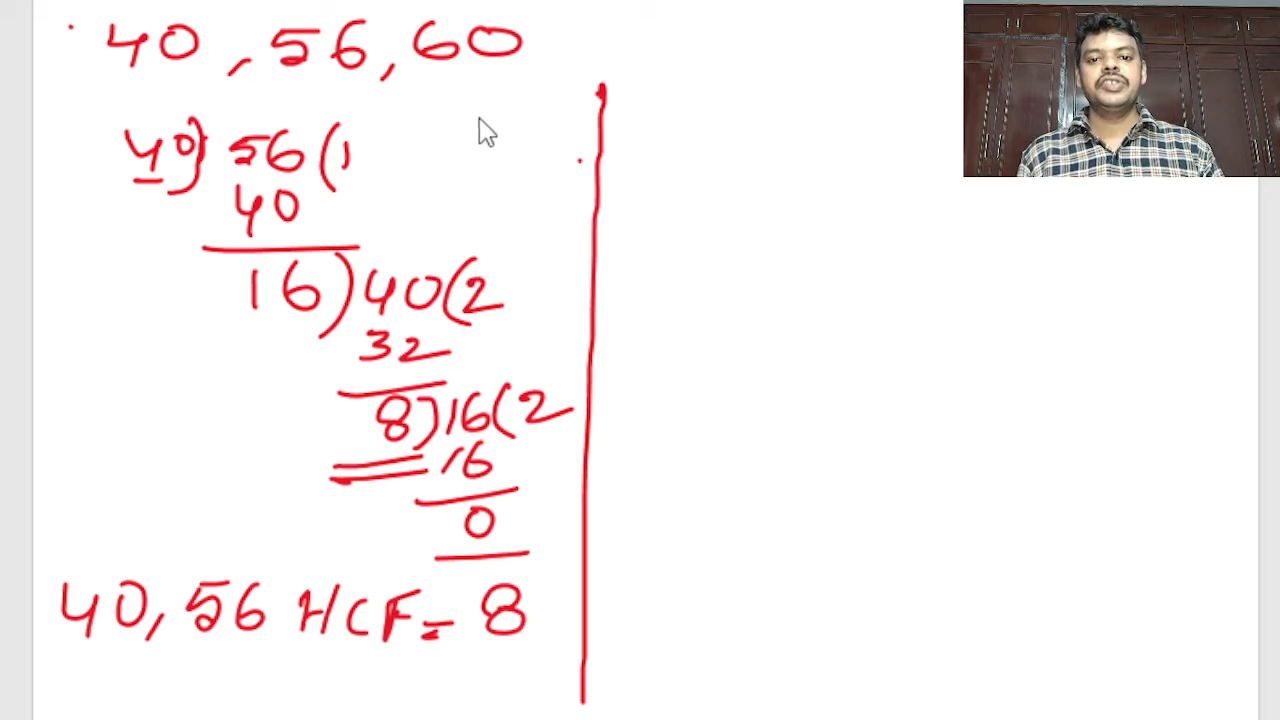 40, 56, 60
40) 56 (1
40
16) 40 (2
32
8) 16 (2
16
0
40, 56 HCF = 8